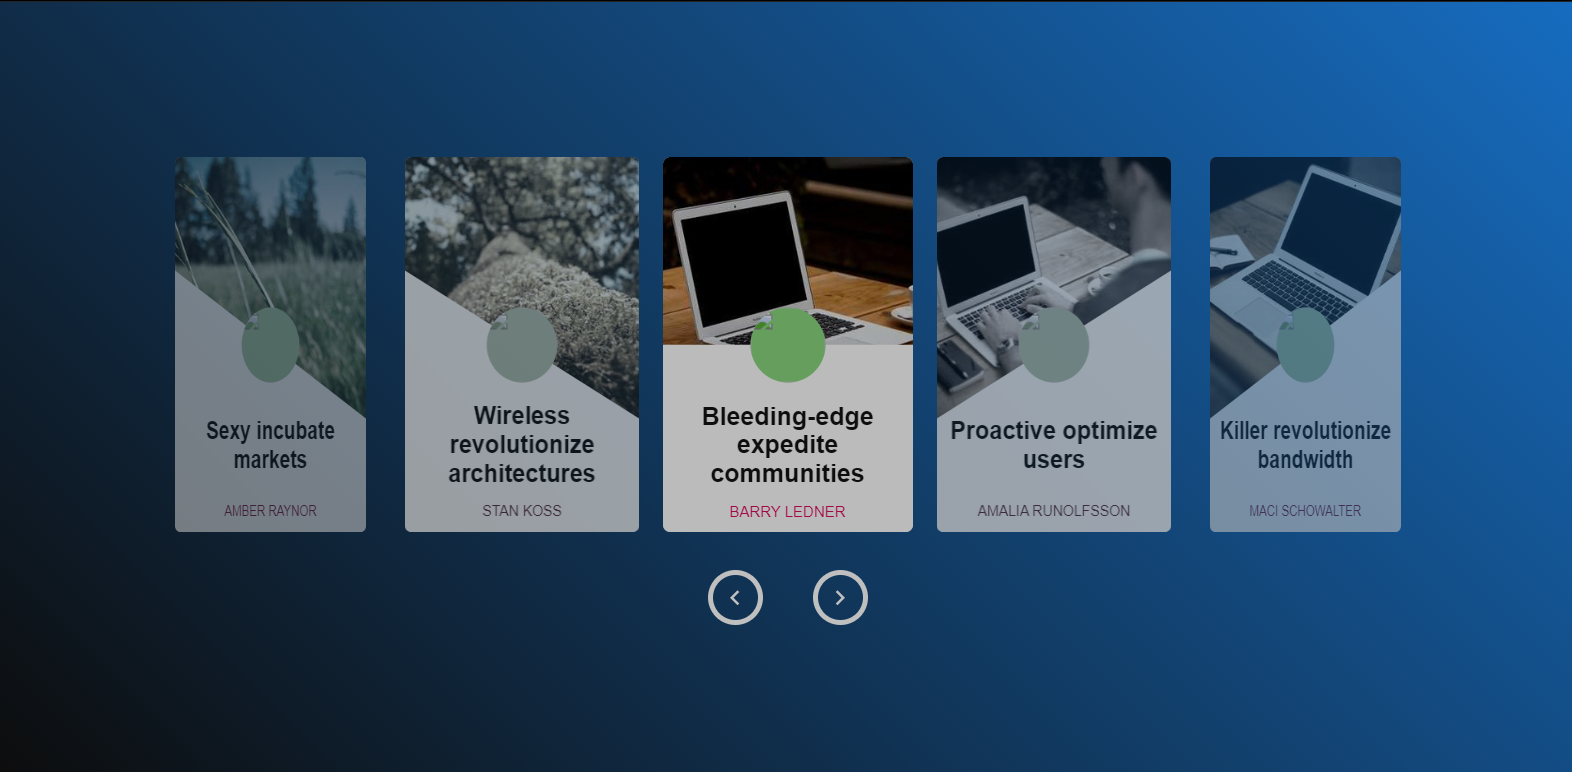 Sexy incubate
markets
AMBER RAYNOR
Wireless
revolutionize
architectures
STAN KOSS
Bleeding-edge
expedite
communities
BARRY LEDNER
Proactive optimize
users
AMALIA RUNOLFSSON
Killer revolutionize
bandwidth
MACI SCHOWALTER